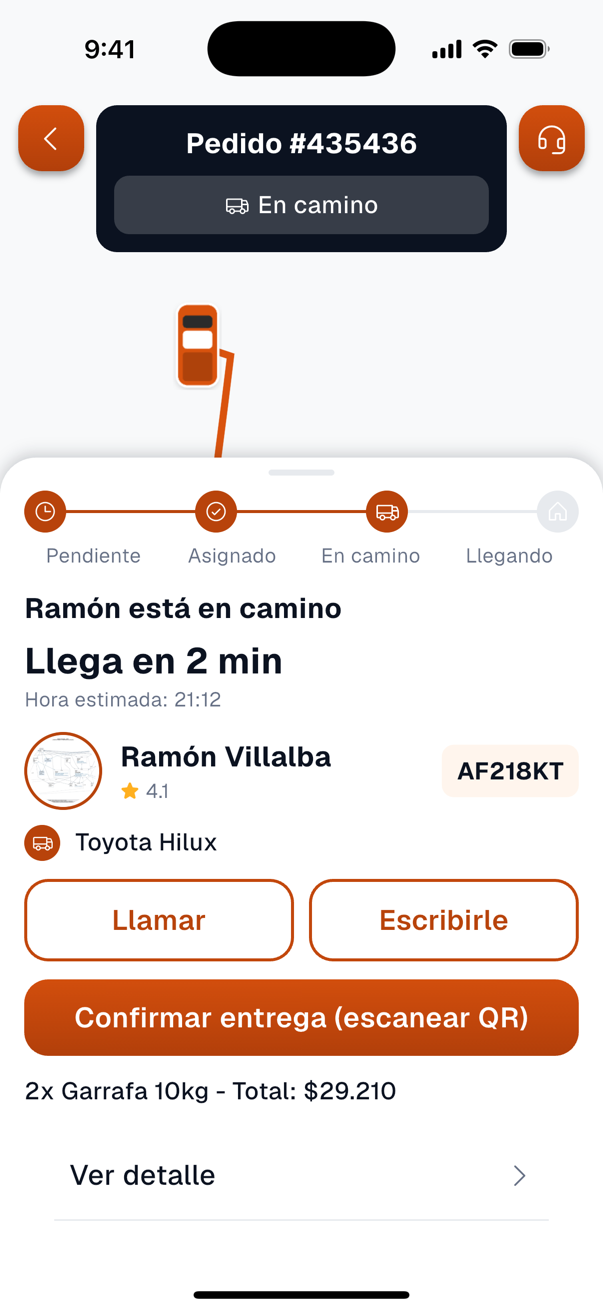 9:41
Pedido #435436
En camino
Pendiente
Asignado
En camino
Llegando
Ramón está en camino
Llega en 2 min
Hora estimada: 21:12
Ramón Villalba
4.1
AF218KT
Toyota Hilux
Llamar
Escribirle
Confirmar entrega (escanear QR)
2x Garrafa 10kg - Total: $29.210
Ver detalle